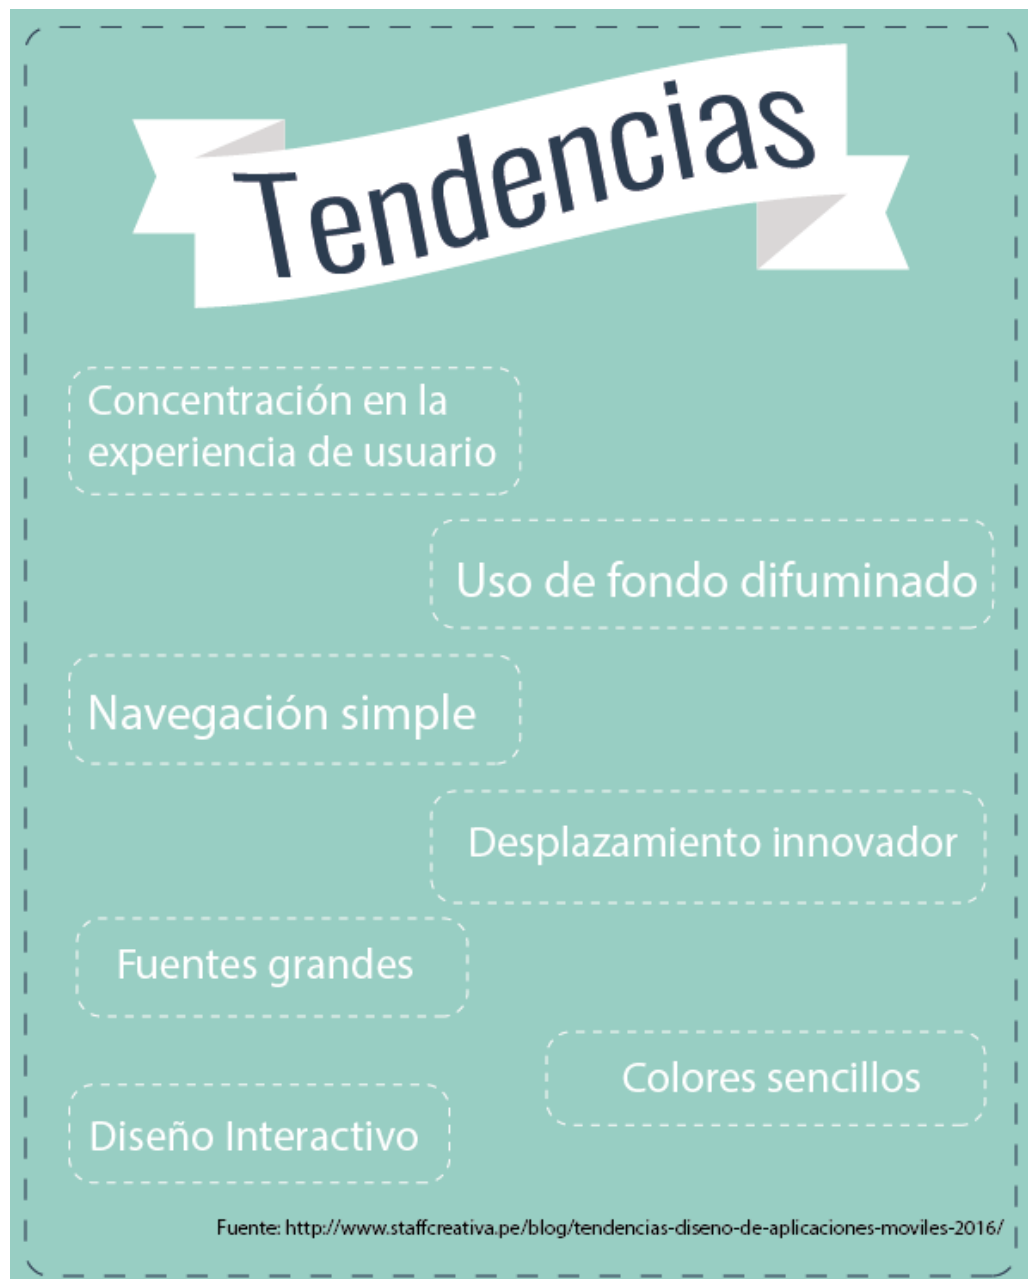 Tendencias
Concentración en la
experiencia de usuario
Uso de fondo difuminado
Navegación simple
Desplazamiento innovador
Fuentes grandes
Colores sencillos
Diseño Interactivo
Fuente: http://www.staffcreativa.pe/blog/tendencias-diseno-de-aplicaciones-moviles-2016/